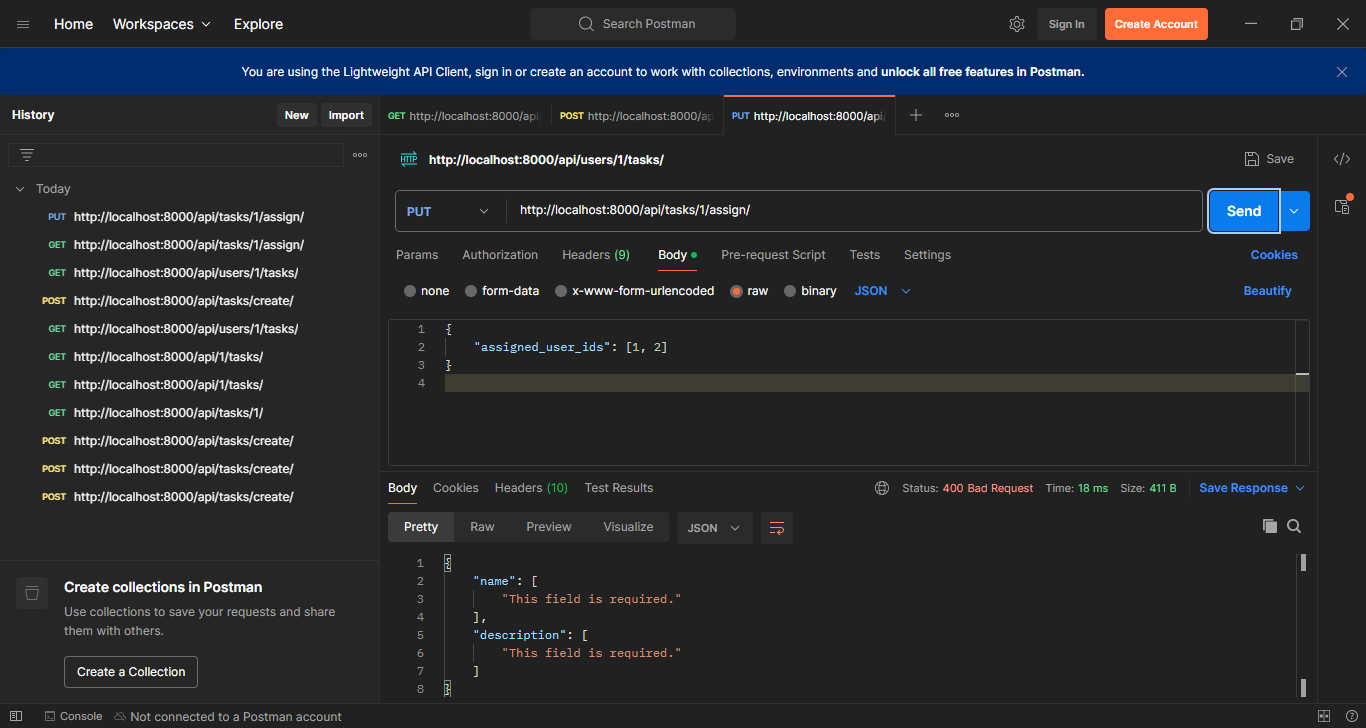 Home Workspaces Explore Search Postman Sign In Create Account
You are using the Lightweight API Client, sign in or create an account to work with collections, environments and unlock all free features in Postman.
History New Import
Today
PUT http://localhost:8000/api/tasks/1/assign/
GET http://localhost:8000/api/tasks/1/assign/
GET http://localhost:8000/api/users/1/tasks/
POST http://localhost:8000/api/tasks/create/
GET http://localhost:8000/api/users/1/tasks/
GET http://localhost:8000/api/1/tasks/
GET http://localhost:8000/api/1/tasks/
GET http://localhost:8000/api/tasks/1/
POST http://localhost:8000/api/tasks/create/
POST http://localhost:8000/api/tasks/create/
POST http://localhost:8000/api/tasks/create/
Create collections in Postman
Use collections to save your requests and share
them with others.
Create a Collection
GET http://localhost:8000/api/ POST http://localhost:8000/ap PUT http://localhost:8000/api/
HTTP http://localhost:8000/api/users/1/tasks/ Save
PUT http://localhost:8000/api/tasks/1/assign/ Send
Params Authorization Headers (9) Body Pre-request Script Tests Settings Cookies
none form-data x-www-form-urlencoded raw binary JSON Beautify
1 {
2 "assigned_user_ids": [1, 2]
3 }
4
Body Cookies Headers (10) Test Results Status: 400 Bad Request Time: 18 ms Size: 411 B Save Response
Pretty Raw Preview Visualize JSON
1 {
2 "name": [
3 "This field is required."
4 ],
5 "description": [
6 "This field is required."
7 ]
8 }
Console Not connected to a Postman account